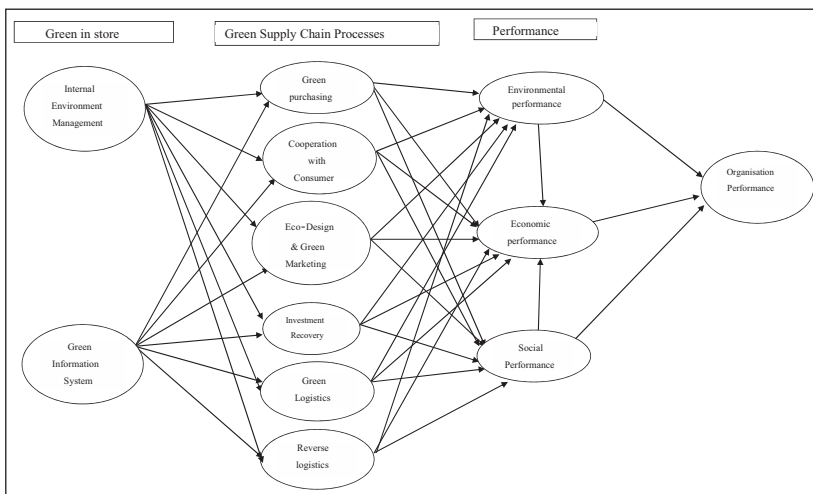 Green in store
Green Supply Chain Processes
Performance
Internal
Environment
Management
Green
Information
System
Green
purchasing
Cooperation
with
Consumer
Eco-Design
& Green
Marketing
Investment
Recovery
Green
Logistics
Reverse
logistics
Environmental
performance
Economic
performance
Social
Performance
Organisation
Performance